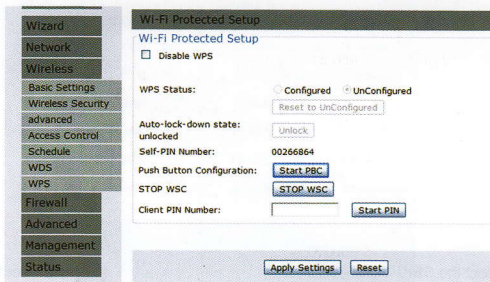 Wizard
Network
Wireless
Basic Settings
Wireless Security
advanced
Access Control
Schedule
WDS
WPS
Firewall
Advanced
Management
Status
Wi-Fi Protected Setup
Wi-Fi Protected Setup
Disable WPS
WPS Status:
Configured
UnConfigured
Reset to UnConfigured
Auto-lock-down state:
unlocked
Unlock
Self-PIN Number:
00266864
Push Button Configuration:
Start PBC
STOP WSC
STOP WSC
Client PIN Number:
Start PIN
Apply Settings
Reset